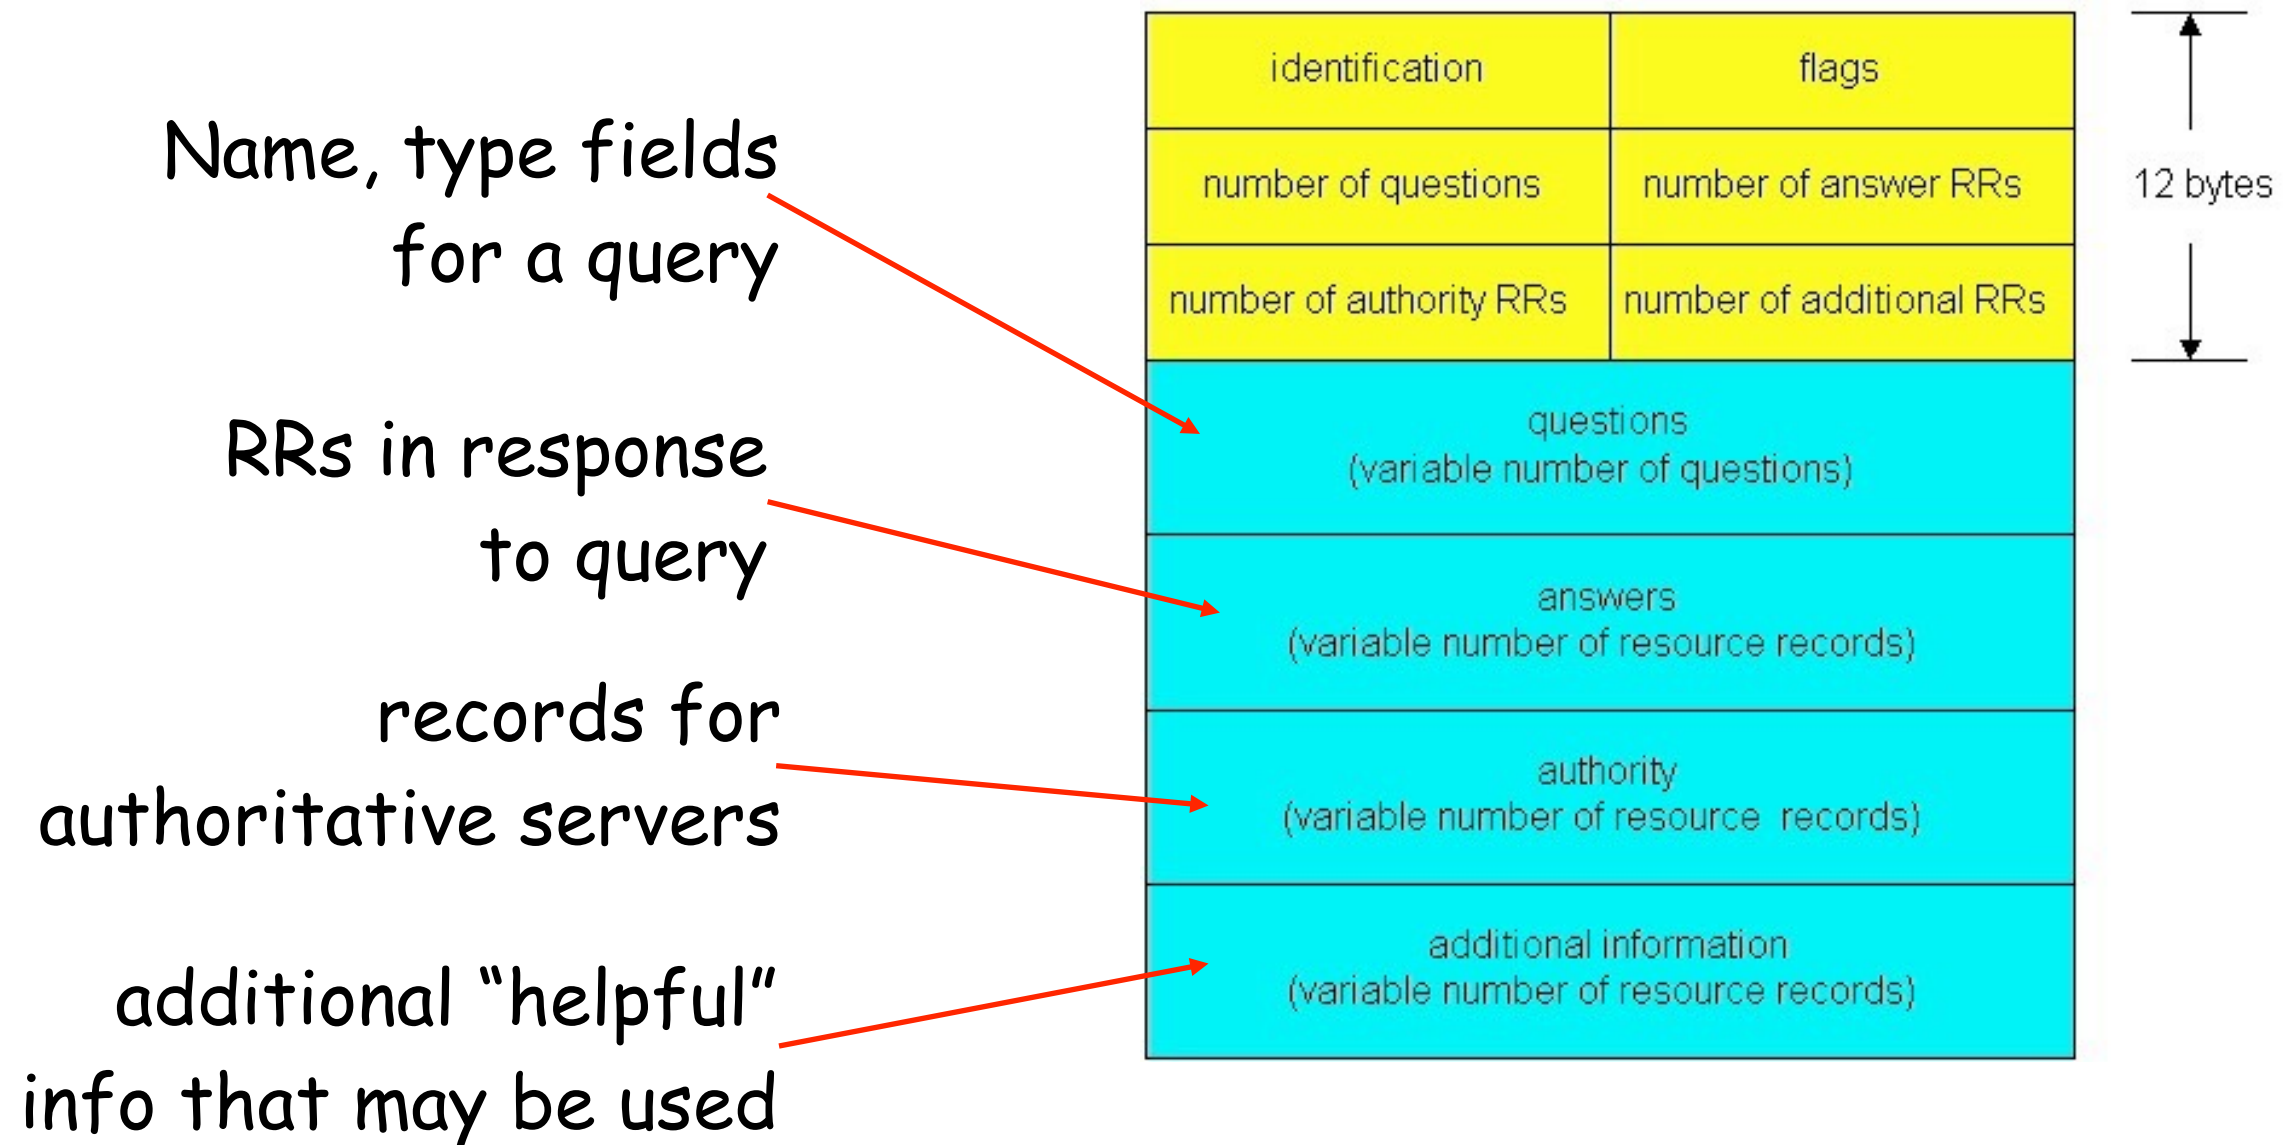 Name, type fields
for a query
RRs in response
to query
records for
authoritative servers
additional “helpful”
info that may be used
identification
flags
number of questions
number of answer RRs
number of authority RRs
number of additional RRs
12 bytes
questions
(variable number of questions)
answers
(variable number of resource records)
authority
(variable number of resource records)
additional information
(variable number of resource records)